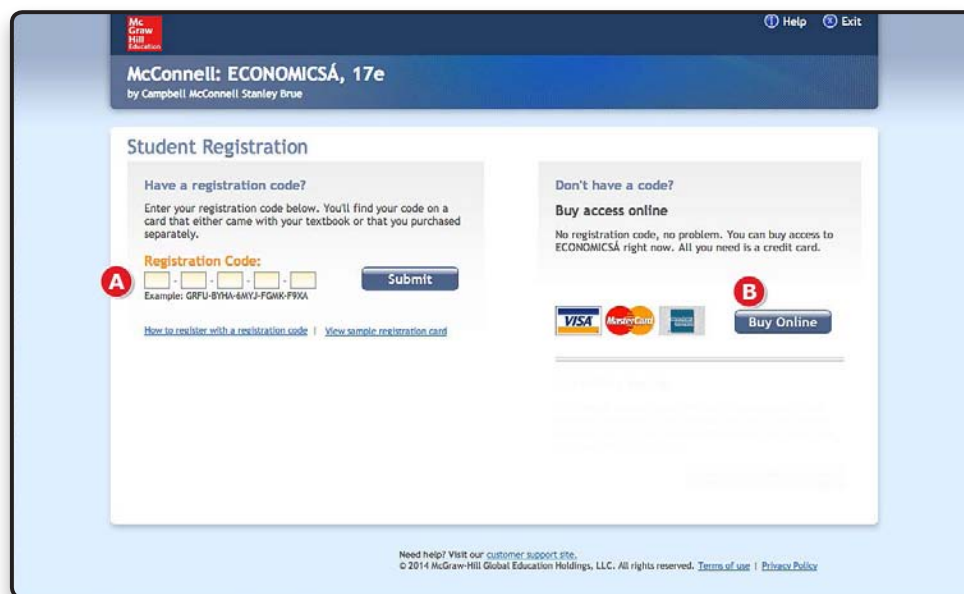 Mc
Graw
Hill
Education
Help Exit
McConnell: ECONOMICSÁ, 17e
by Campbell McConnell Stanley Brue
Student Registration
Have a registration code?
Enter your registration code below. You'll find your code on a
card that either came with your textbook or that you purchased
separately.
Registration Code:
A
- - - -
Submit
Example: GRFU-BYHA-6MYJ-FGMK-F9XA
How to register with a registration code | View sample registration card
Don't have a code?
Buy access online
No registration code, no problem. You can buy access to
ECONOMICSÁ right now. All you need is a credit card.
B
VISA MasterCard
Buy Online
Need help? Visit our customer support site.
© 2014 McGraw-Hill Global Education Holdings, LLC. All rights reserved. Terms of use | Privacy Policy